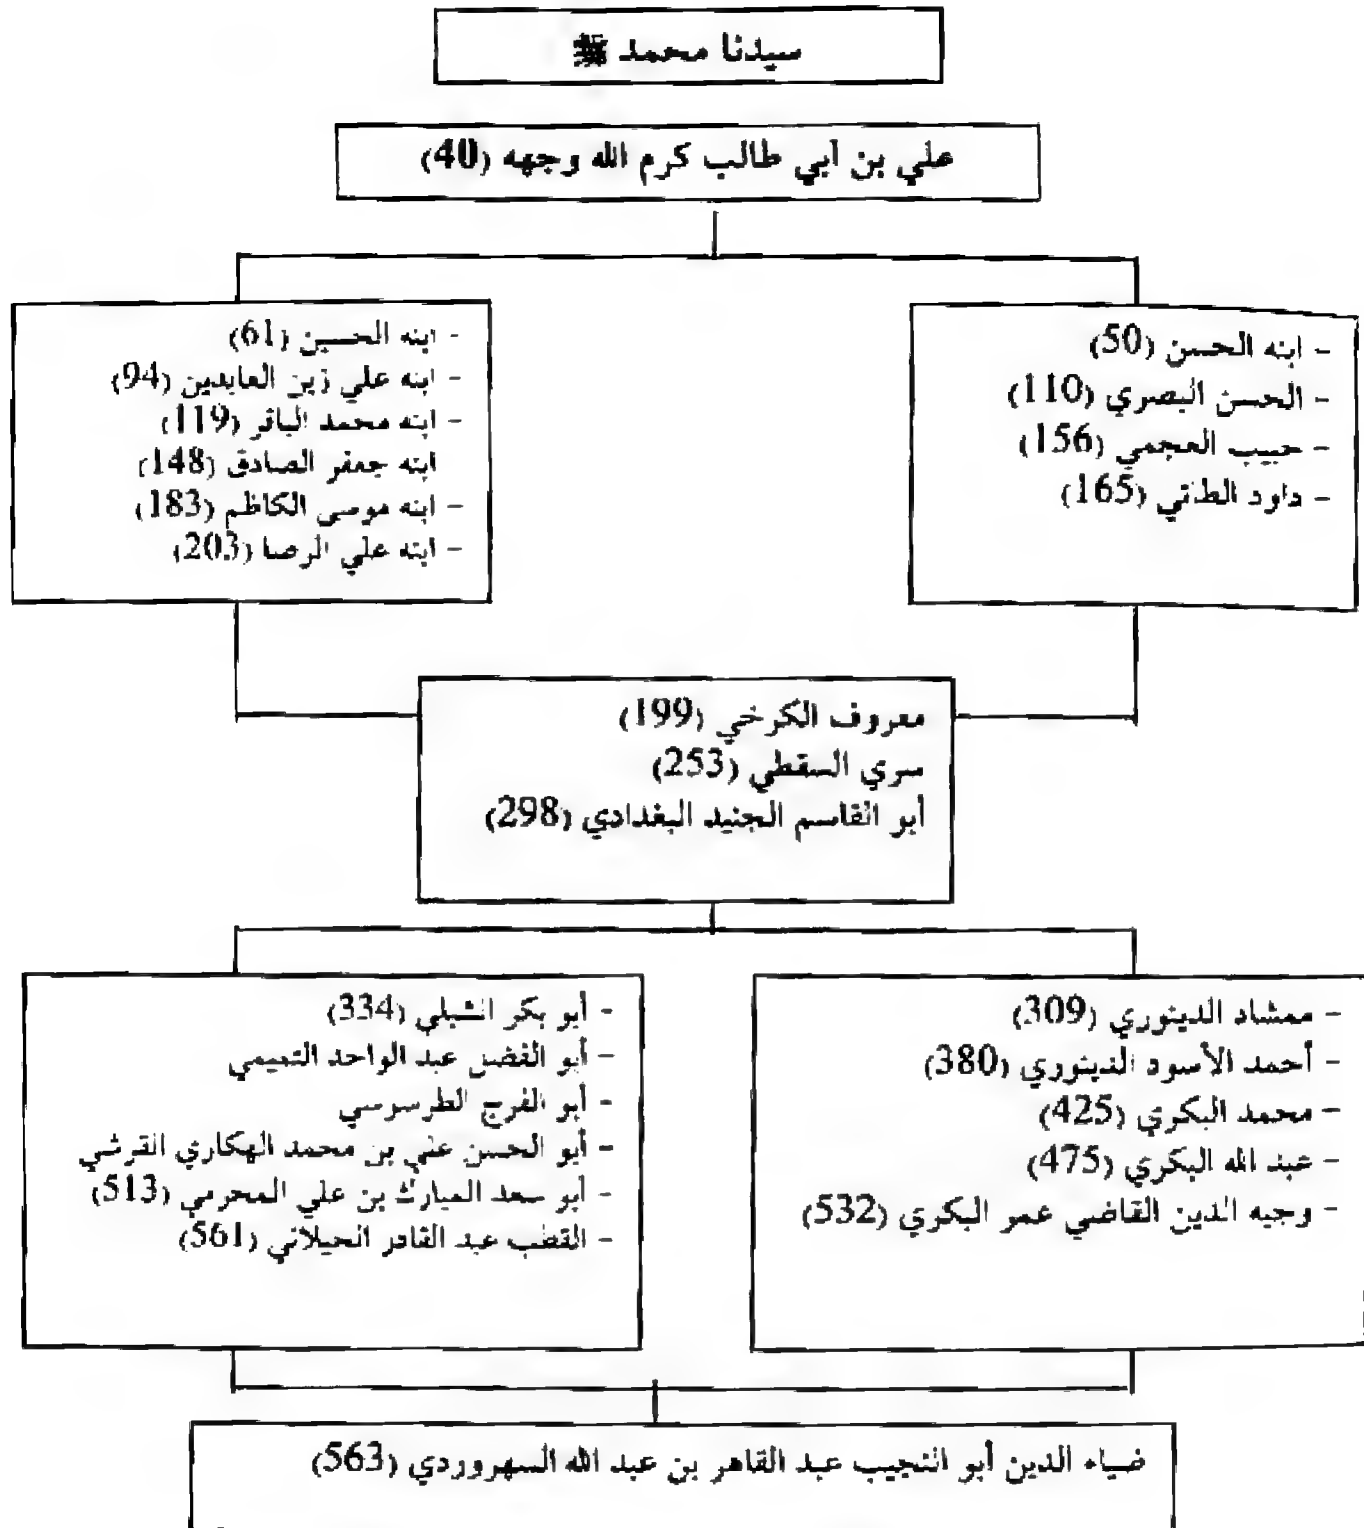 سيدنا محمد ﷺ
علي بن أبي طالب كرم الله وجهه (40)
- ابنه الحسن (50)
- الحسن البصري (110)
- حبيب العجمي (156)
- داود الطائي (165)
- ابنه الحسين (61)
- ابنه علي زين العابدين (94)
- ابنه محمد الباقر (119)
ابنه جعفر الصادق (148)
- ابنه موسى الكاظم (183)
- ابنه علي الرضا (203)
معروف الكرخي (199)
سري السقطي (253)
أبو القاسم الجنيد البغدادي (298)
- ممشاد الدينوري (309)
- أحمد الأسود الدينوري (380)
- محمد البكري (425)
- عبد الله البكري (475)
- وجيه الدين القاضي عمر البكري (532)
- أبو بكر الشبلي (334)
- أبو الفضل عبد الواحد التميمي
- أبو الفرج الطرسوسي
- أبو الحسن علي بن محمد الهكاري القرشي
- أبو سعد المبارك بن علي المخرمي (513)
- القطب عبد القادر الجيلاني (561)
ضياء الدين أبو النجيب عبد القاهر بن عبد الله السهروردي (563)